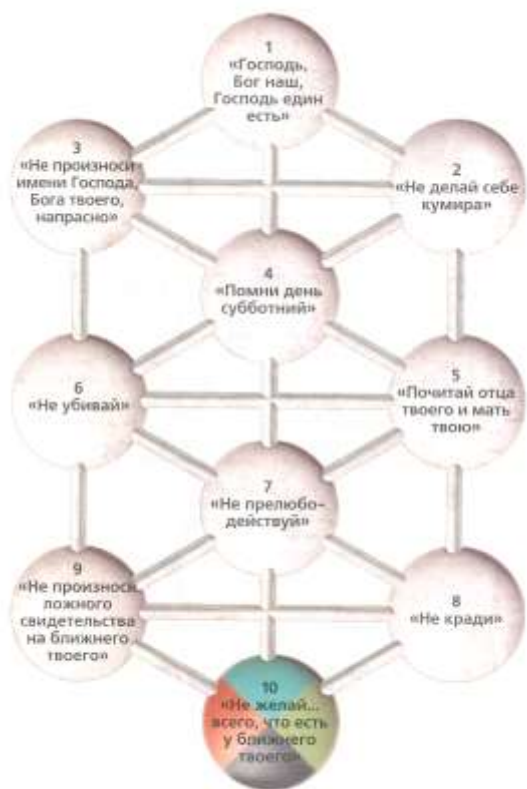 1
«Господь,
Бог наш,
Господь един
есть»
3
«Не произноси
имени Господа,
Бога твоего,
напрасно»
2
«Не делай себе
кумира»
4
«Помни день
субботний»
6
«Не убивай»
5
«Почитай отца
твоего и мать
твою»
7
«Не прелюбо-
действуй»
9
«Не произноси
ложного
свидетельства
на ближнего
твоего»
8
«Не кради»
10
«Не желай...
всего, что есть
у ближнего
твоего»